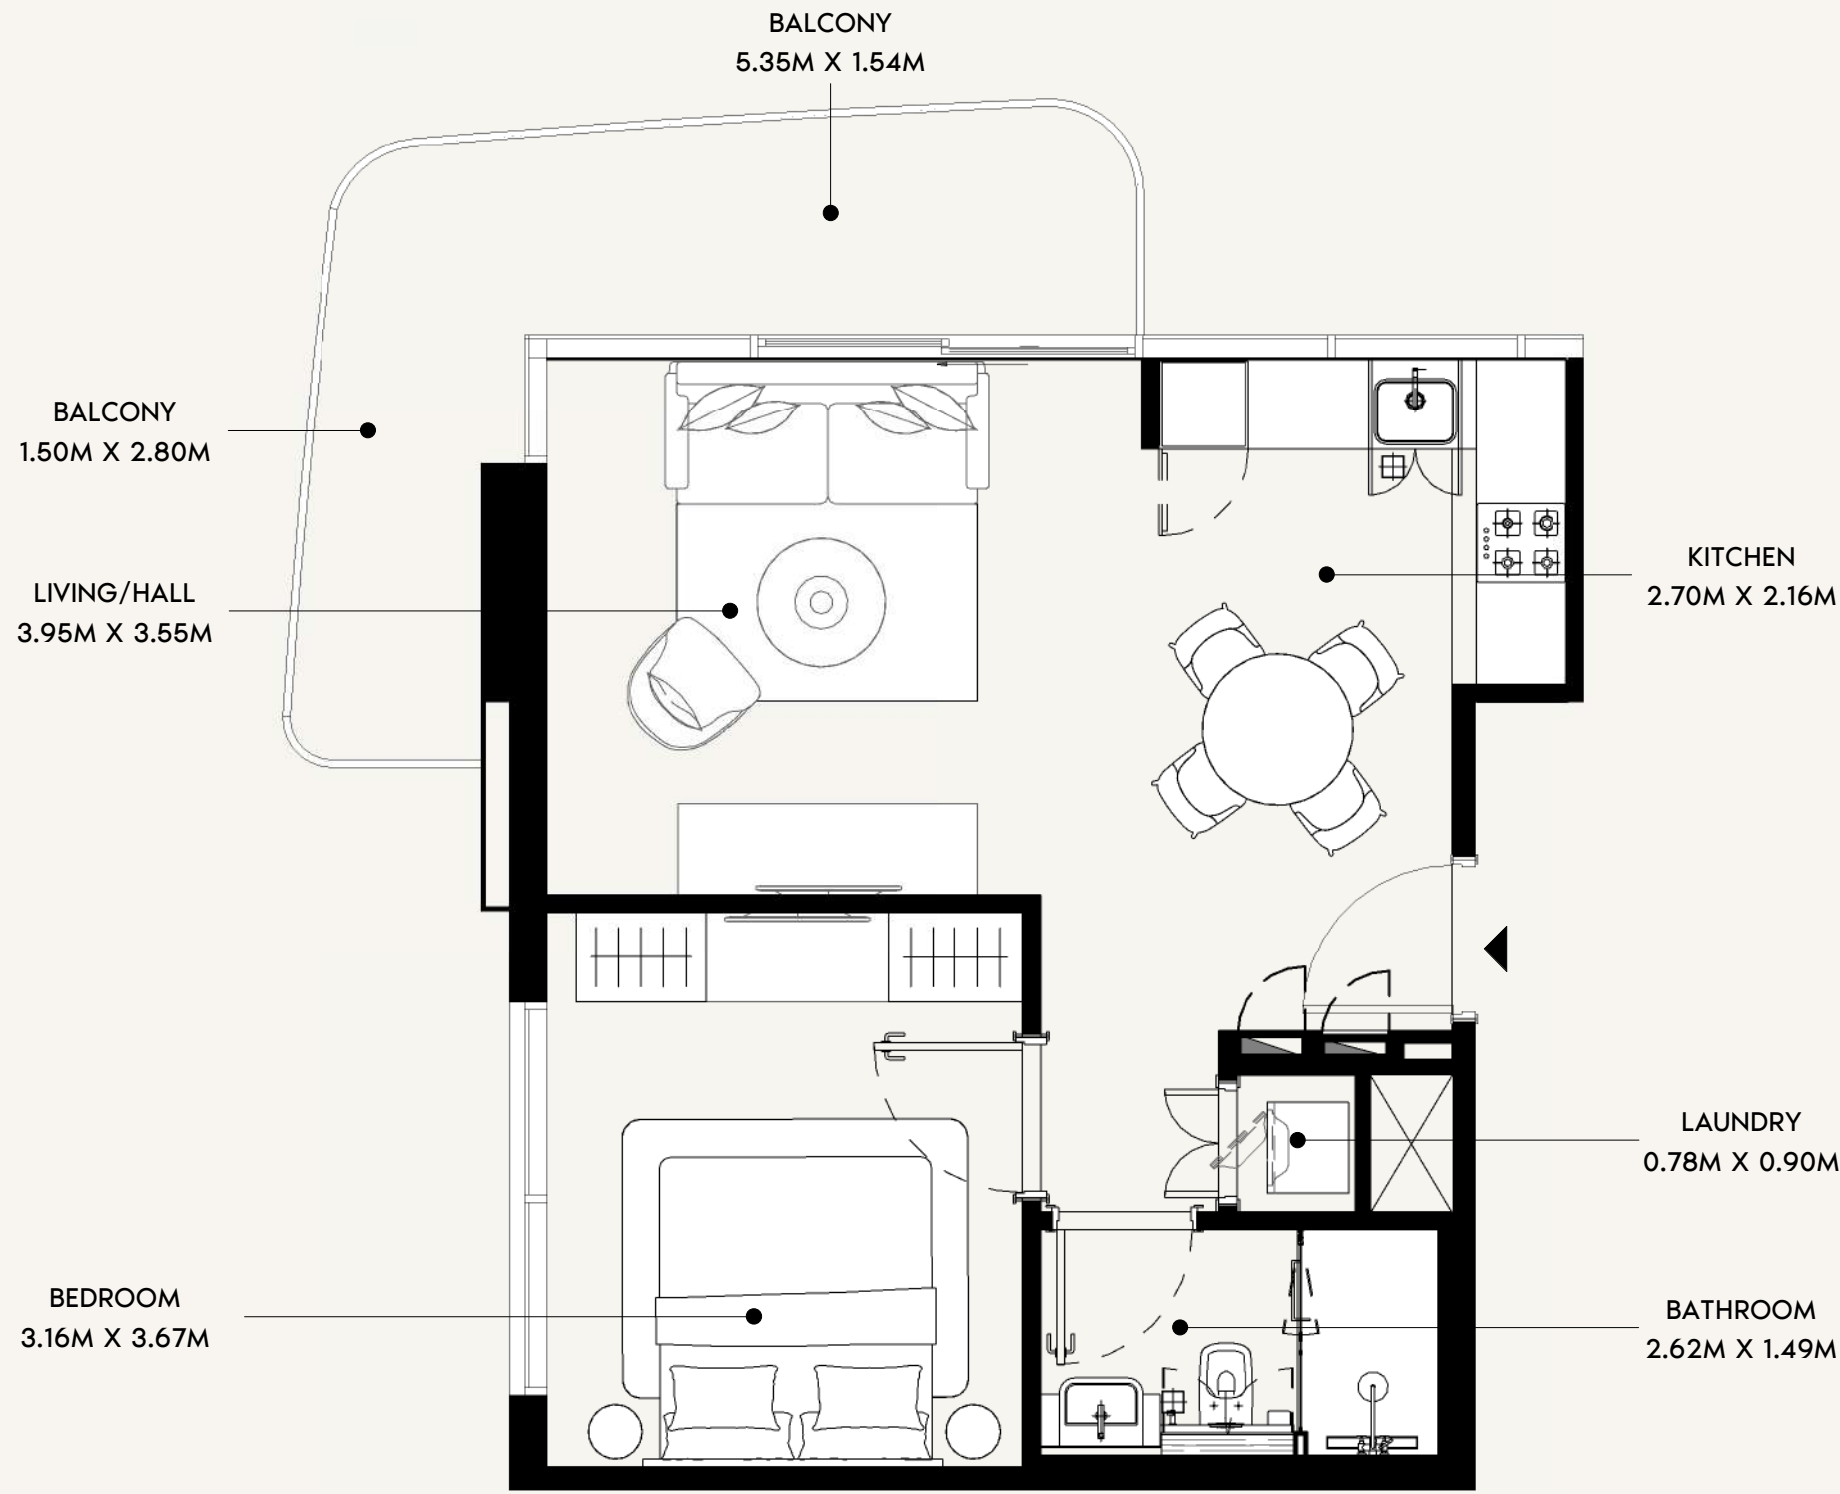 BALCONY
5.35M X 1.54M
BALCONY
1.50M X 2.80M
LIVING/HALL
3.95M X 3.55M
KITCHEN
2.70M X 2.16M
LAUNDRY
0.78M X 0.90M
BEDROOM
3.16M X 3.67M
BATHROOM
2.62M X 1.49M